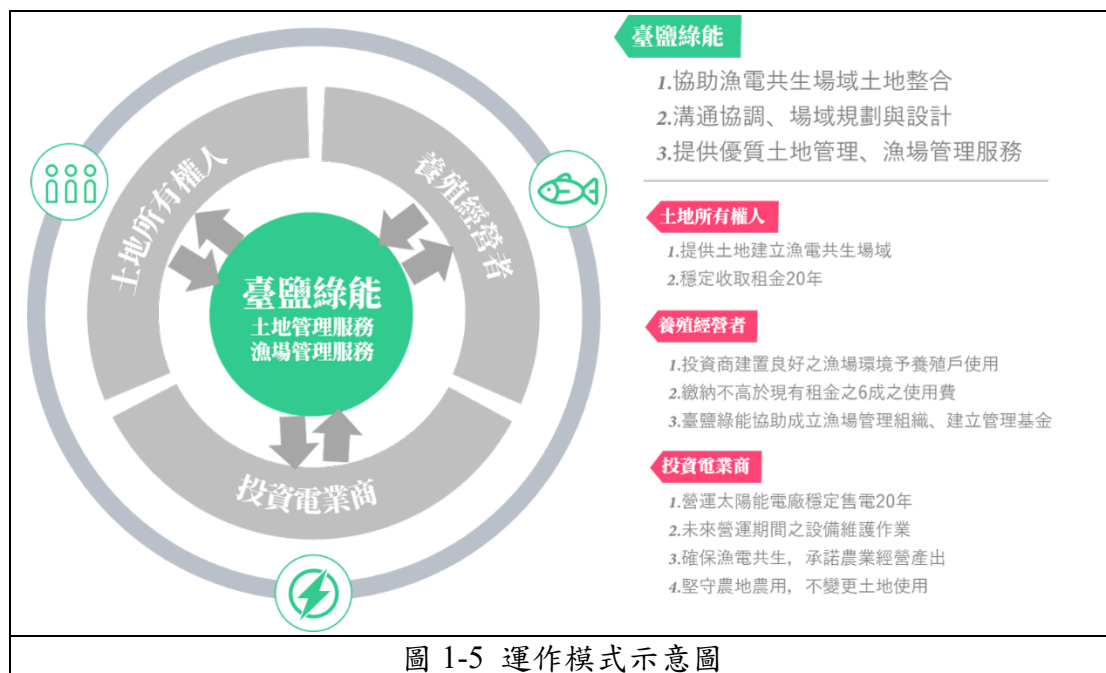 土地所有權人
養殖經營者
臺鹽綠能
土地管理服務
漁場管理服務
投資電業商
臺鹽綠能
1.協助漁電共生場域土地整合
2.溝通協調、場域規劃與設計
3.提供優質土地管理、漁場管理服務
土地所有權人
1.提供土地建立漁電共生場域
2.穩定收取租金20年
養殖經營者
1.投資商建置良好之漁場環境予養殖戶使用
2.繳納不高於現有租金之6成之使用費
3.臺鹽綠能協助成立漁場管理組織、建立管理基金
投資電業商
1.營運太陽能電廠穩定售電20年
2.未來營運期間之設備維護作業
3.確保漁電共生，承諾農業經營產出
4.堅守農地農用，不變更土地使用
圖 1-5 運作模式示意圖